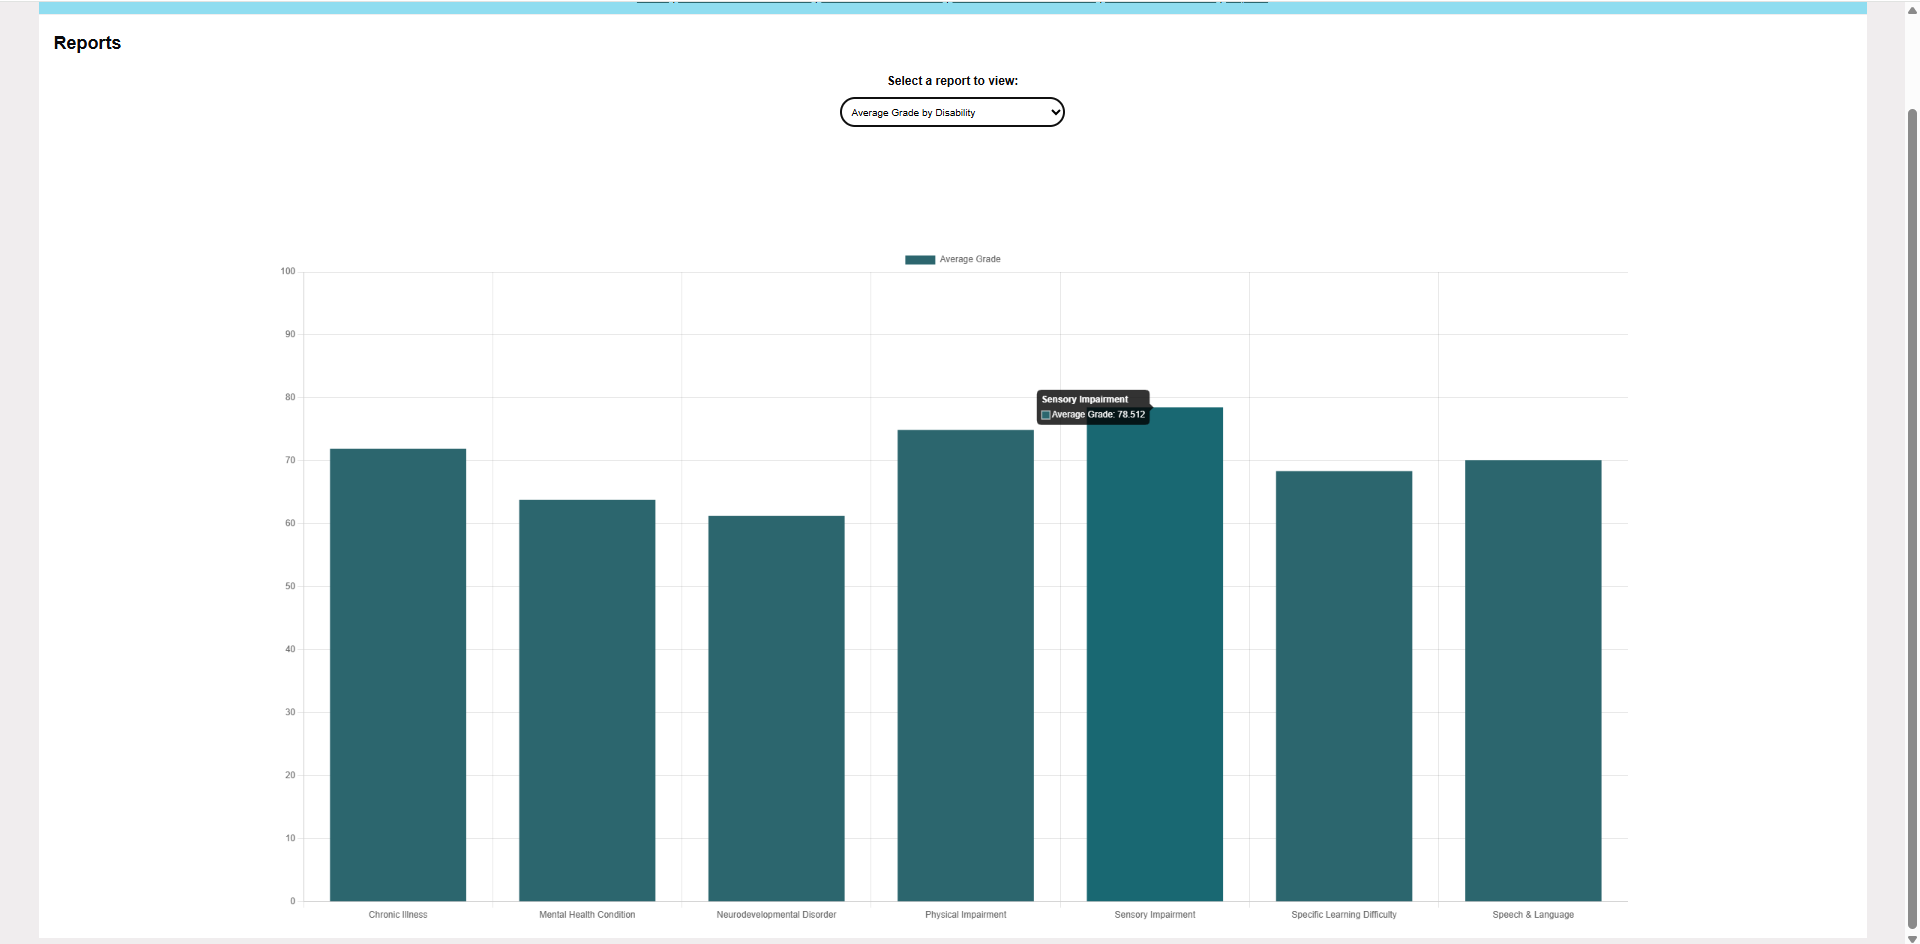 Reports
Select a report to view:
Average Grade by Disability
Average Grade
100
90
80
Sensory Impairment
Average Grade: 78.512
70
60
50
40
30
20
10
0
Chronic Illness
Mental Health Condition
Neurodevelopmental Disorder
Physical Impairment
Sensory Impairment
Specific Learning Difficulty
Speech & Language